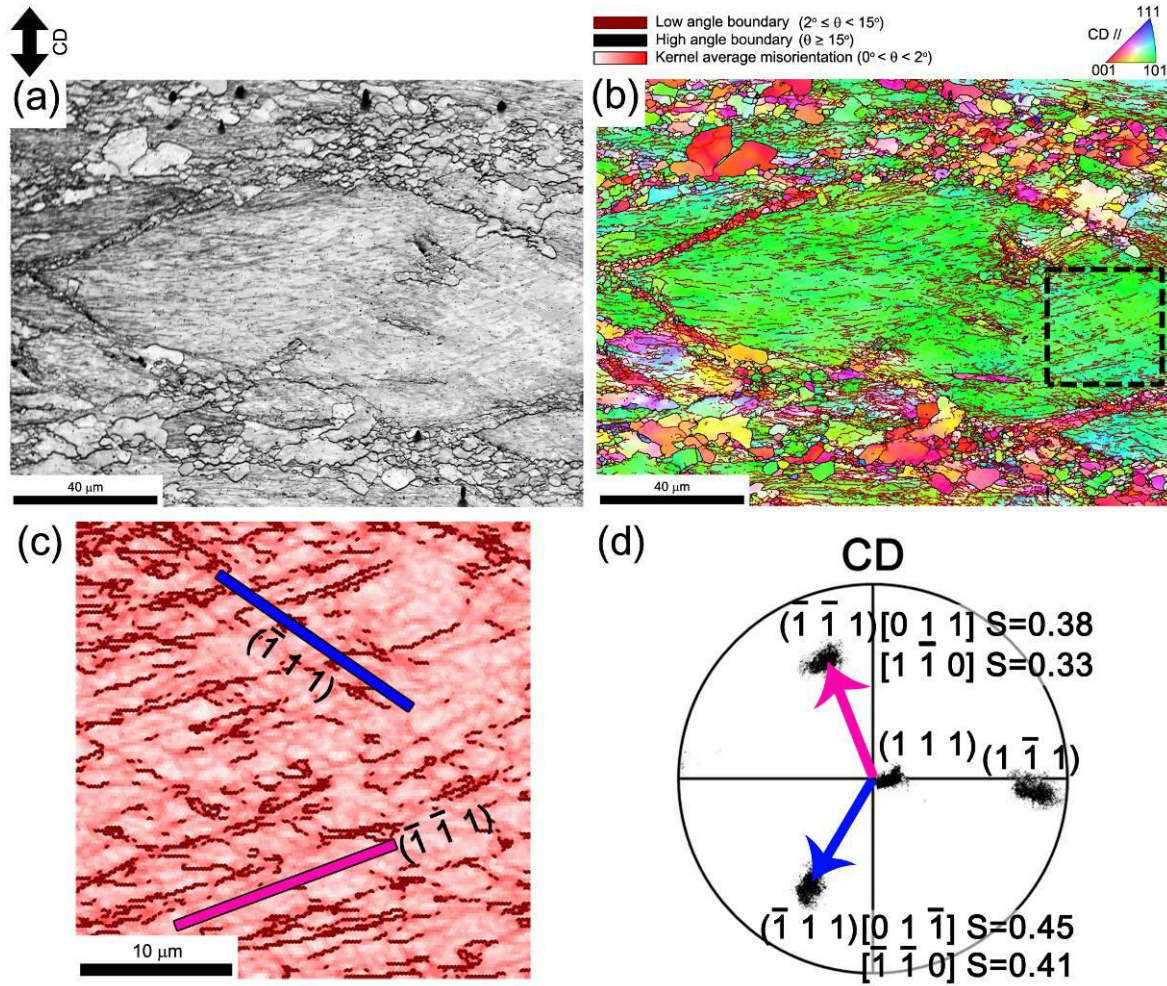 CD
Low angle boundary (2° ≤ θ < 15°)
High angle boundary (θ ≥ 15°)
Kernel average misorientation (0° < θ < 2°)
111
CD //
001 101
(a)
(b)
40 μm
40 μm
(c)
(1̅ 1 1)
(1̅ 1̅ 1)
10 μm
(d)
CD
(1̅ 1̅ 1)[0 1 1] S=0.38
[1 1̅ 0] S=0.33
(1 1 1)
(1 1̅ 1)
(1̅ 1 1)[0 1 1̅] S=0.45
[1̅ 1̅ 0] S=0.41